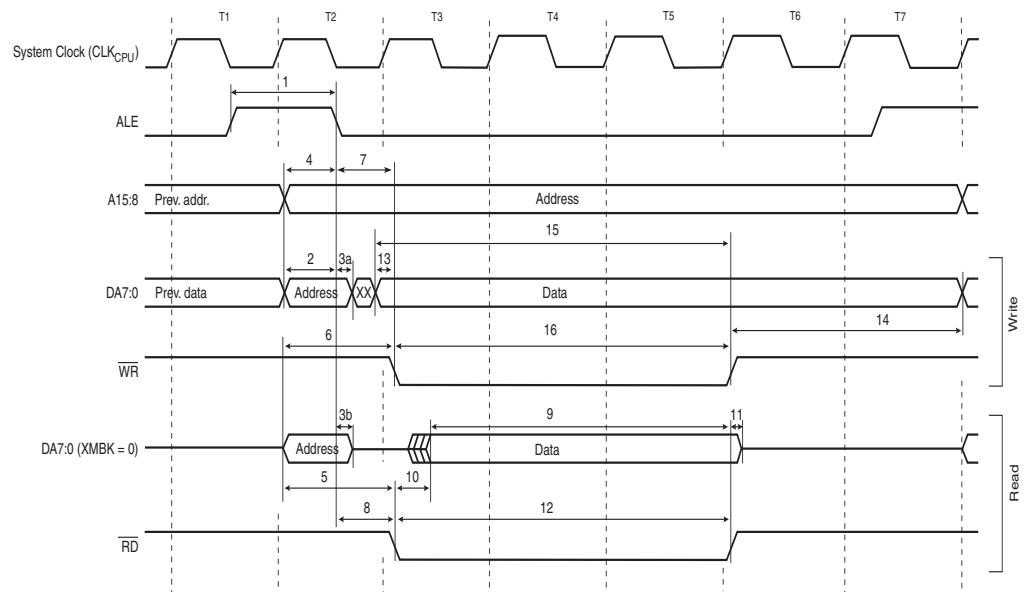 T1 T2 T3 T4 T5 T6 T7
System Clock (CLKCPU)
1
ALE
4 7
A15:8 Prev. addr. Address
15
2 3a 13
DA7:0 Prev. data Address XX Data
14
6 16
WR
Write
3b 9 11
DA7:0 (XMBK = 0) Address Data
5 10
8 12
RD
Read